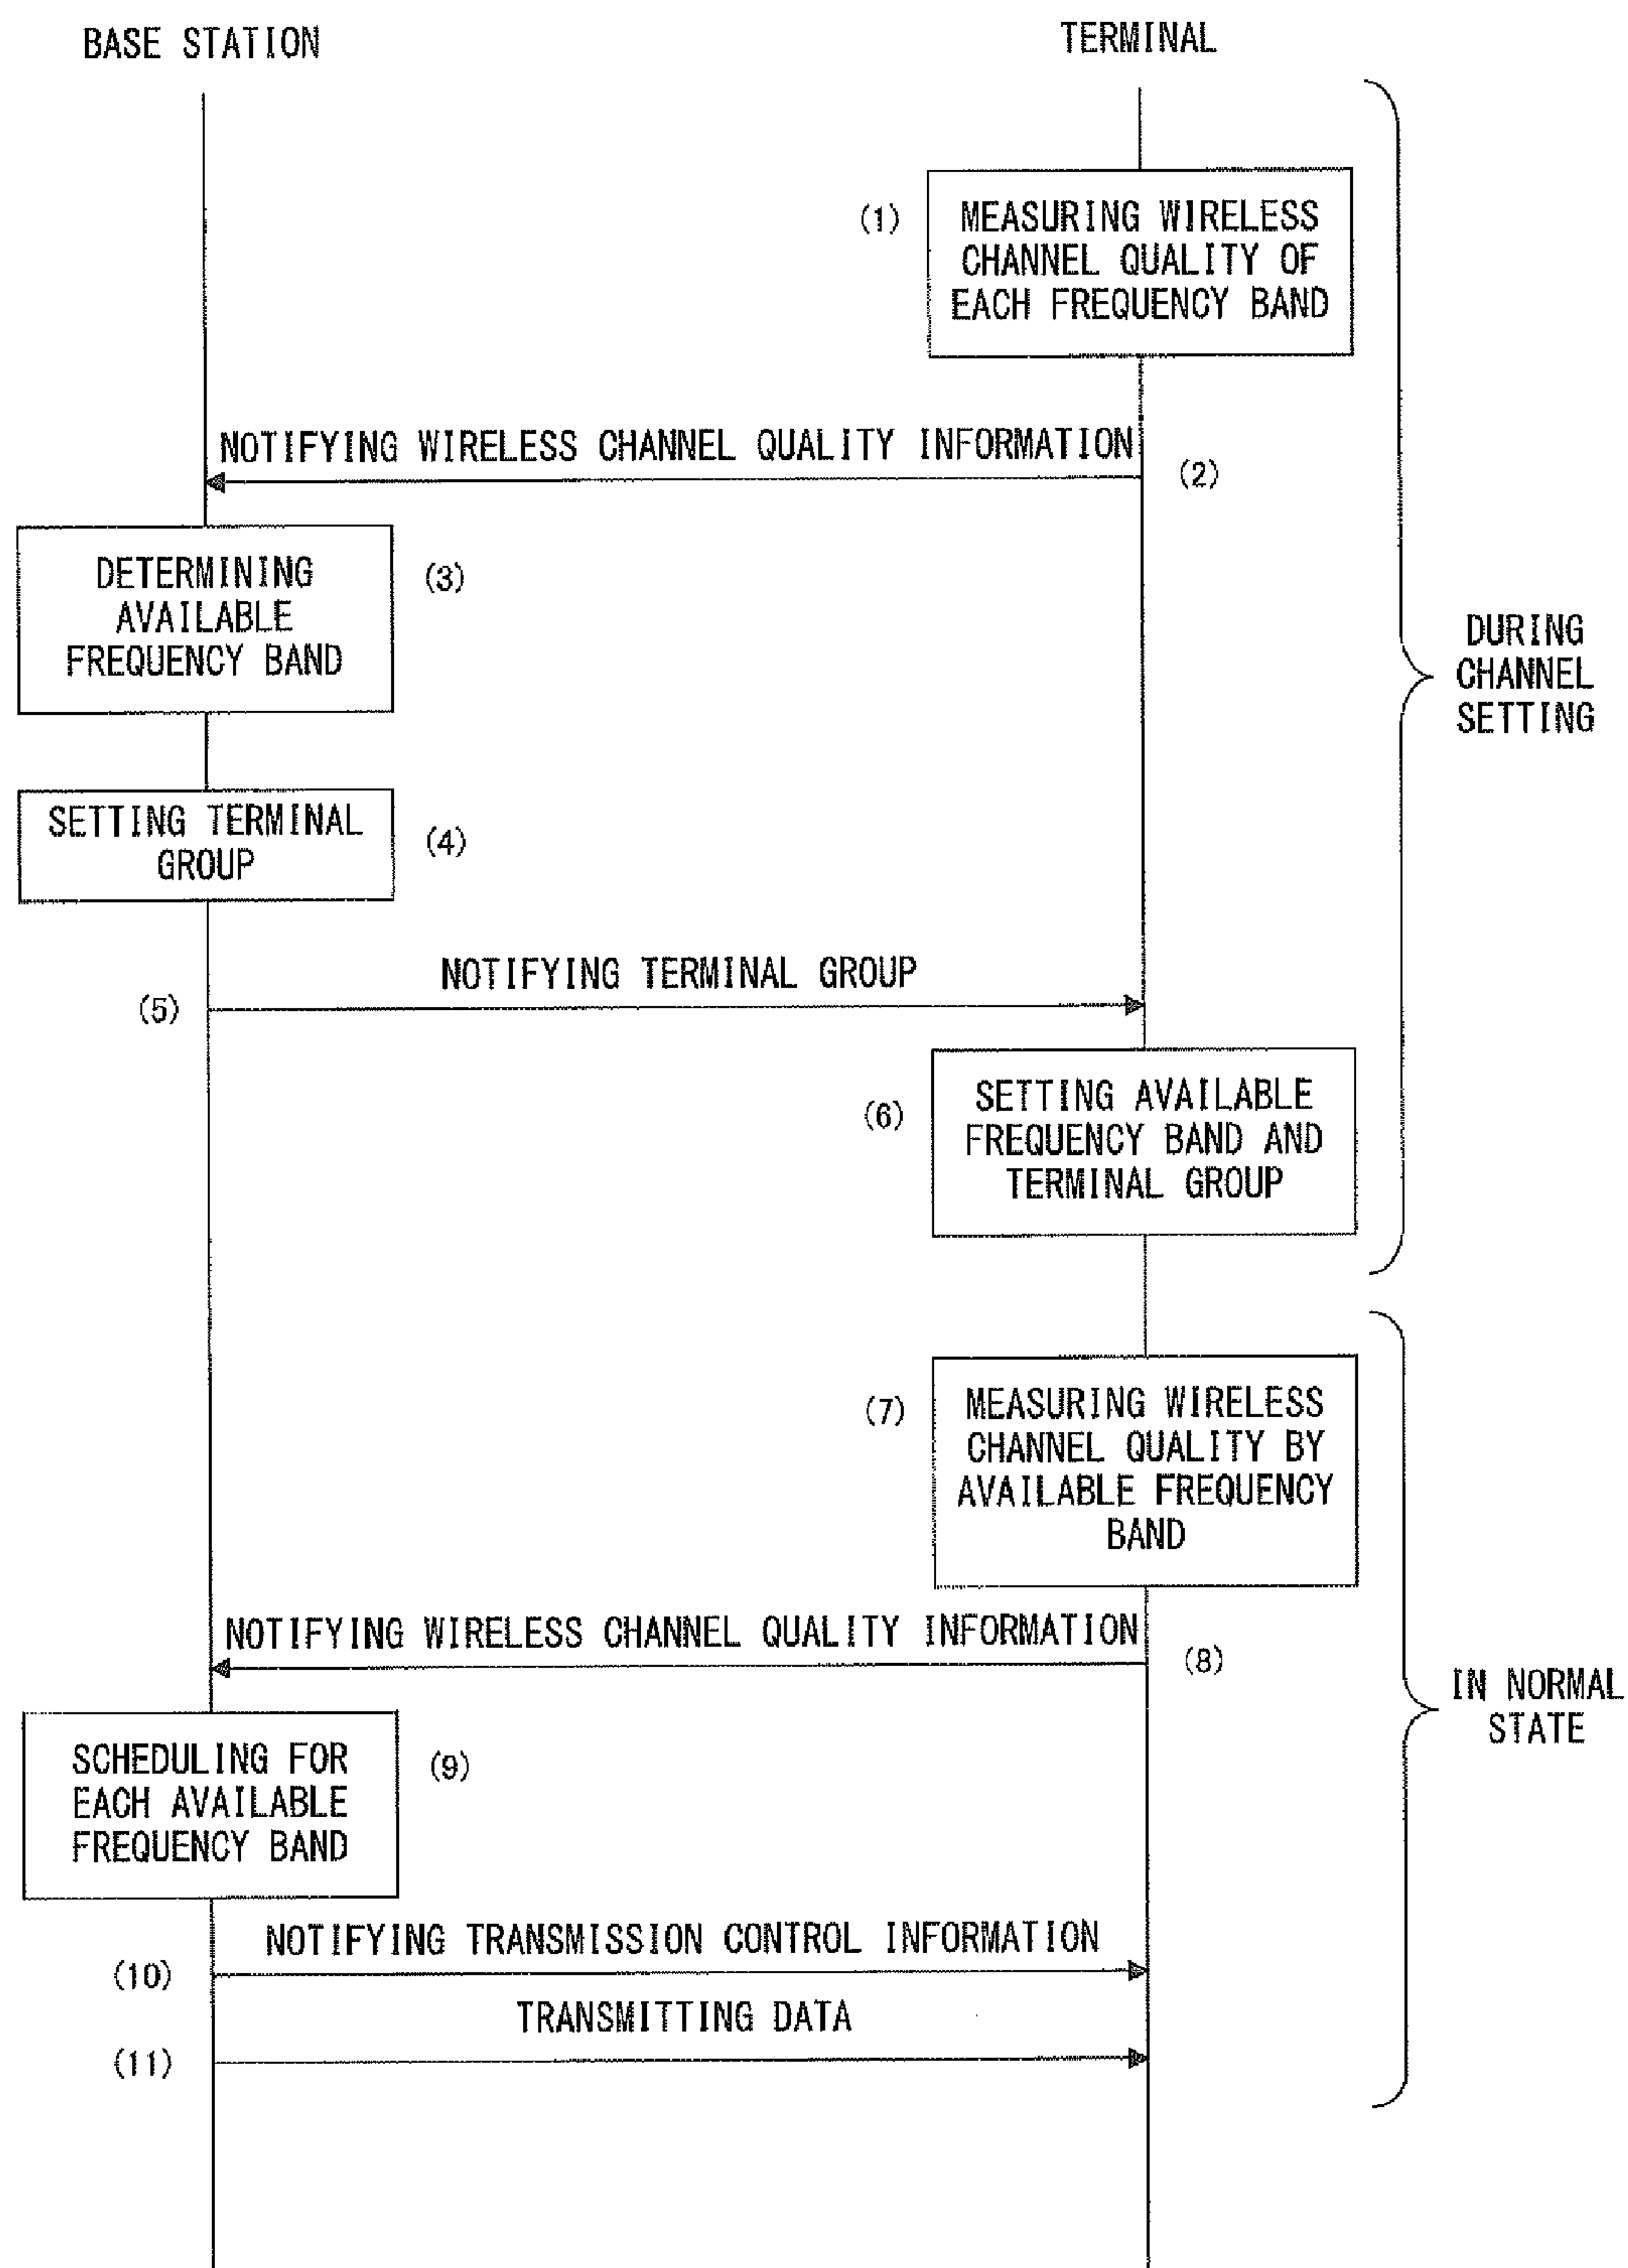 BASE STATION
TERMINAL
(1)
MEASURING WIRELESS
CHANNEL QUALITY OF
EACH FREQUENCY BAND
NOTIFYING WIRELESS CHANNEL QUALITY INFORMATION
(2)
DETERMINING
AVAILABLE
FREQUENCY BAND
(3)
DURING
CHANNEL
SETTING
SETTING TERMINAL
GROUP
(4)
NOTIFYING TERMINAL GROUP
(5)
(6)
SETTING AVAILABLE
FREQUENCY BAND AND
TERMINAL GROUP
(7)
MEASURING WIRELESS
CHANNEL QUALITY BY
AVAILABLE FREQUENCY
BAND
NOTIFYING WIRELESS CHANNEL QUALITY INFORMATION
(8)
IN NORMAL
STATE
SCHEDULING FOR
EACH AVAILABLE
FREQUENCY BAND
(9)
NOTIFYING TRANSMISSION CONTROL INFORMATION
(10)
TRANSMITTING DATA
(11)